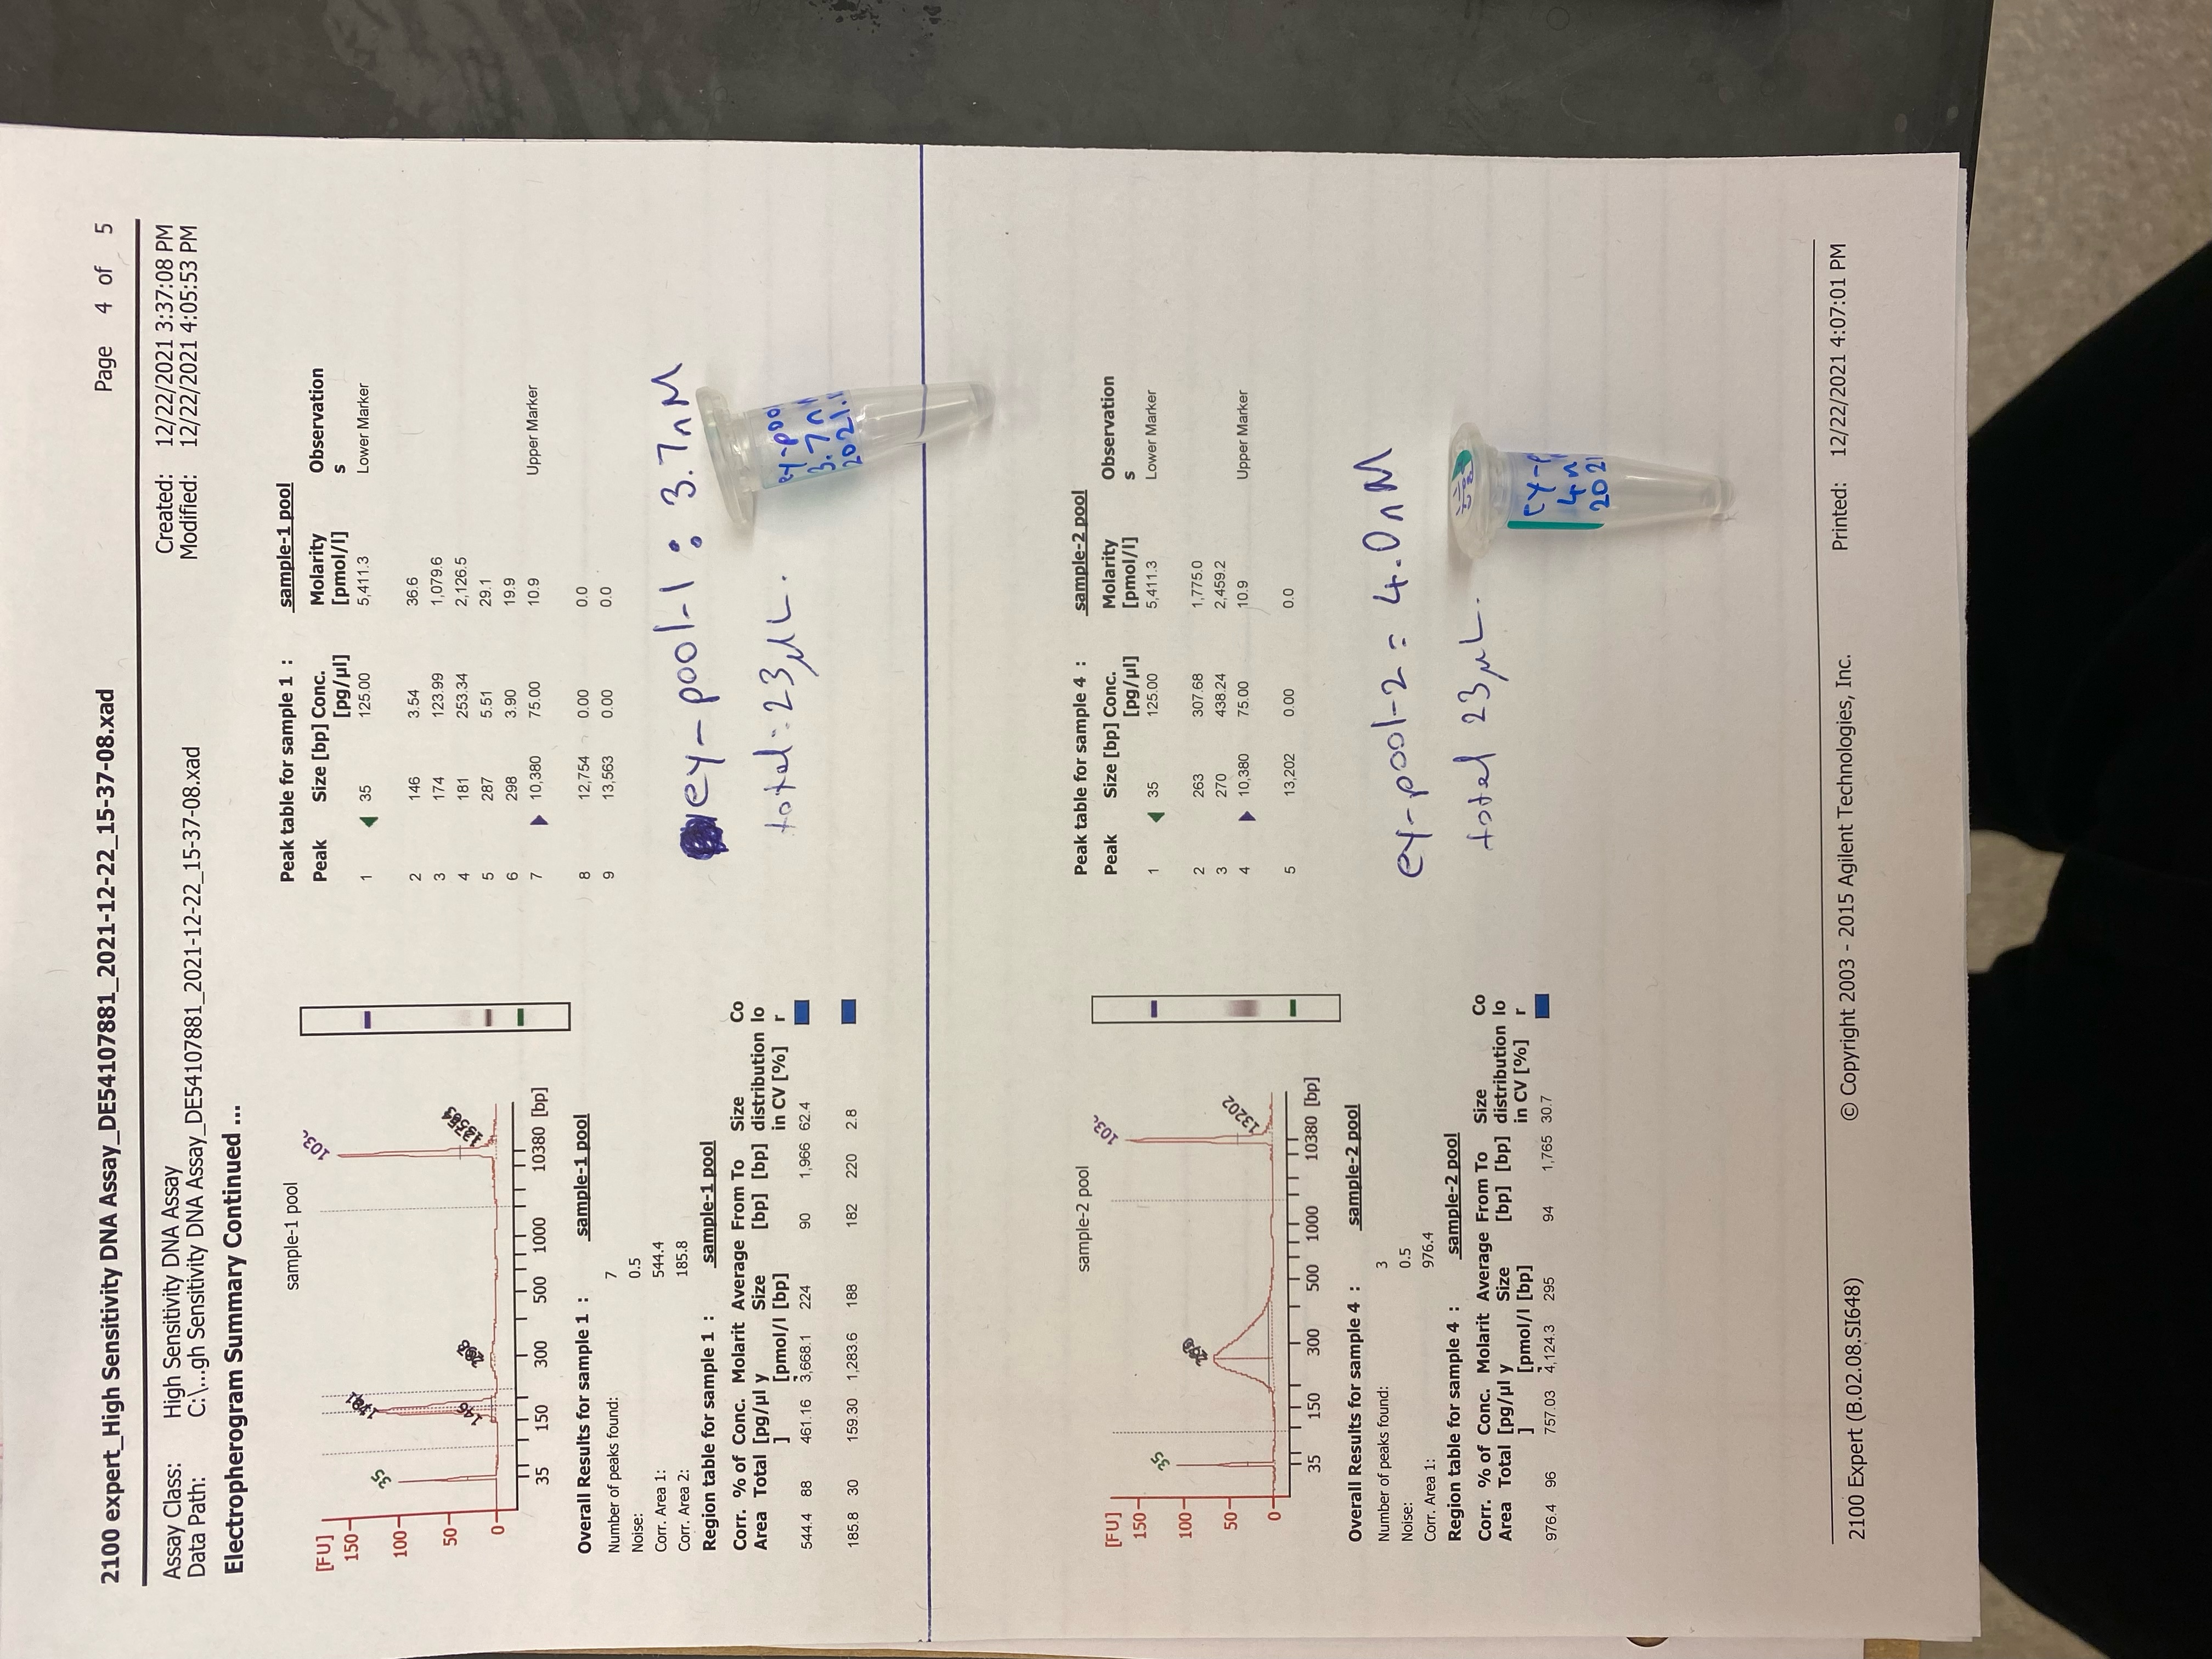 2100 expert_High Sensitivity DNA Assay_DE54107881_2021-12-22_15-37-08.xad Page 4 of 5
Assay Class: High Sensitivity DNA Assay Created: 12/22/2021 3:37:08 PM
Data Path: C:\...gh Sensitivity DNA Assay_DE54107881_2021-12-22_15-37-08.xad Modified: 12/22/2021 4:05:53 PM
Electropherogram Summary Continued ...
sample-1 pool
[FU]
150
100
50
0
35
146
298
35 150 300 500 1000 10380 [bp]
Peak table for sample 1 : sample-1 pool
Peak Size [bp] Conc. Molarity Observation
[pg/µl] [pmol/l] s
1 35 125.00 5,411.3 Lower Marker
2 146 3.54 36.6
3 174 123.99 1,079.6
4 181 253.34 2,126.5
5 287 5.51 29.1
6 298 3.90 19.9
7 10,380 75.00 10.9 Upper Marker
8 12,754 0.00 0.0
9 13,563 0.00 0.0
Overall Results for sample 1 : sample-1 pool
Number of peaks found: 7
Noise: 0.5
Corr. Area 1: 544.4
Corr. Area 2: 185.8
Region table for sample 1 : sample-1 pool
Corr. % of Conc. Molarit Average From To Size Co
Area Total [pg/µl y Size [bp] [bp] distribution lo
] [pmol/l [bp] in CV [%] r
544.4 88 461.16 3,668.1 224 90 1,966 62.4
185.8 30 159.30 1,283.6 188 182 220 2.8
ey-pool-1 : 3.7nM
total: 23µL.
ey-poo
3.7n
2021.
sample-2 pool
[FU]
150
100
50
0
35
13202
35 150 300 500 1000 10380 [bp]
Peak table for sample 4 : sample-2 pool
Peak Size [bp] Conc. Molarity Observation
[pg/µl] [pmol/l] s
1 35 125.00 5,411.3 Lower Marker
2 263 307.68 1,775.0
3 270 438.24 2,459.2
4 10,380 75.00 10.9 Upper Marker
5 13,202 0.00 0.0
Overall Results for sample 4 : sample-2 pool
Number of peaks found: 3
Noise: 0.5
Corr. Area 1: 976.4
Region table for sample 4 : sample-2 pool
Corr. % of Conc. Molarit Average From To Size Co
Area Total [pg/µl y Size [bp] [bp] distribution lo
] [pmol/l [bp] in CV [%] r
976.4 96 757.03 4,124.3 295 94 1,765 30.7
ey-pool-2 = 4.0nM
total 23µL.
ey-p
4n
2021
2100 Expert (B.02.08.SI648) © Copyright 2003 - 2015 Agilent Technologies, Inc. Printed: 12/22/2021 4:07:01 PM